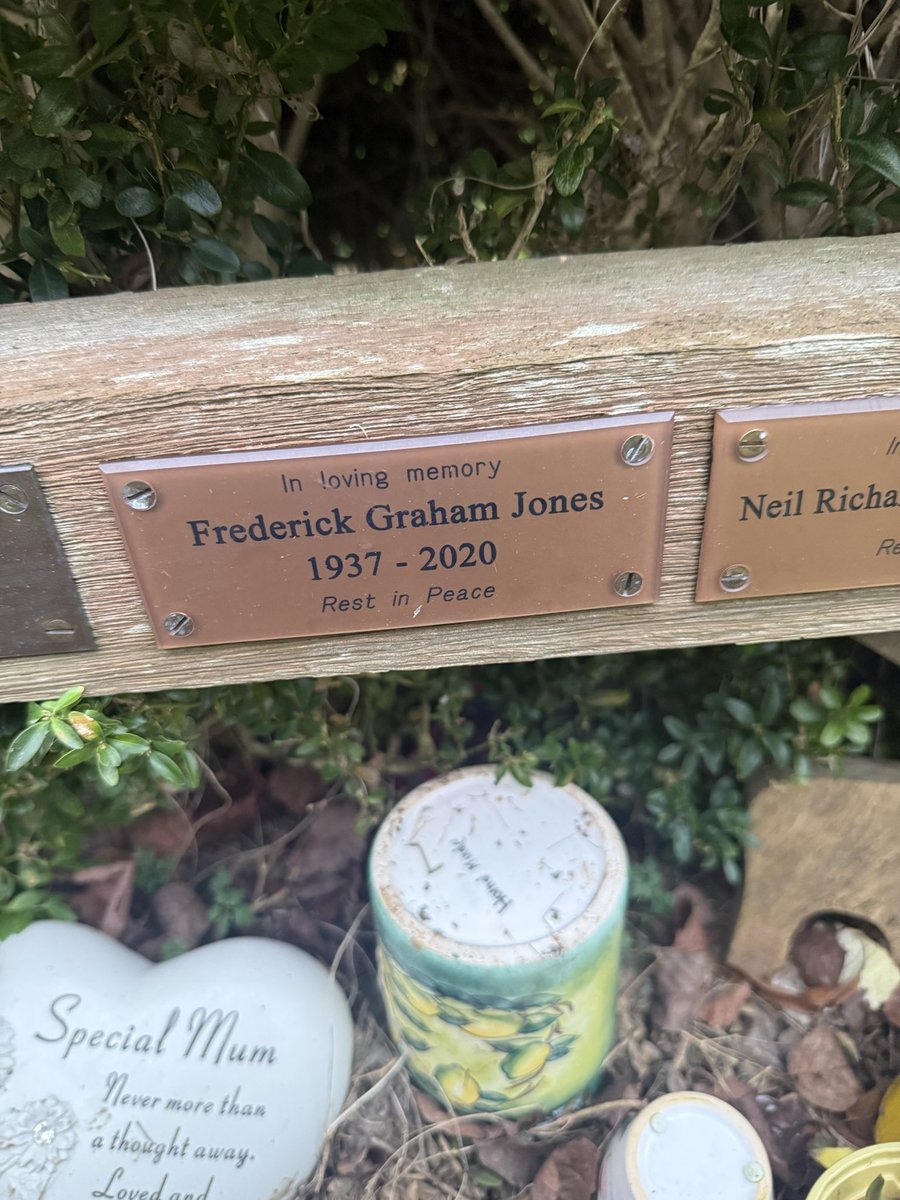 In loving memory
Frederick Graham Jones
1937 - 2020
Rest in Peace
Neil Richa
Hand Made
Special Mum
Never more than
a thought away.
Loved and